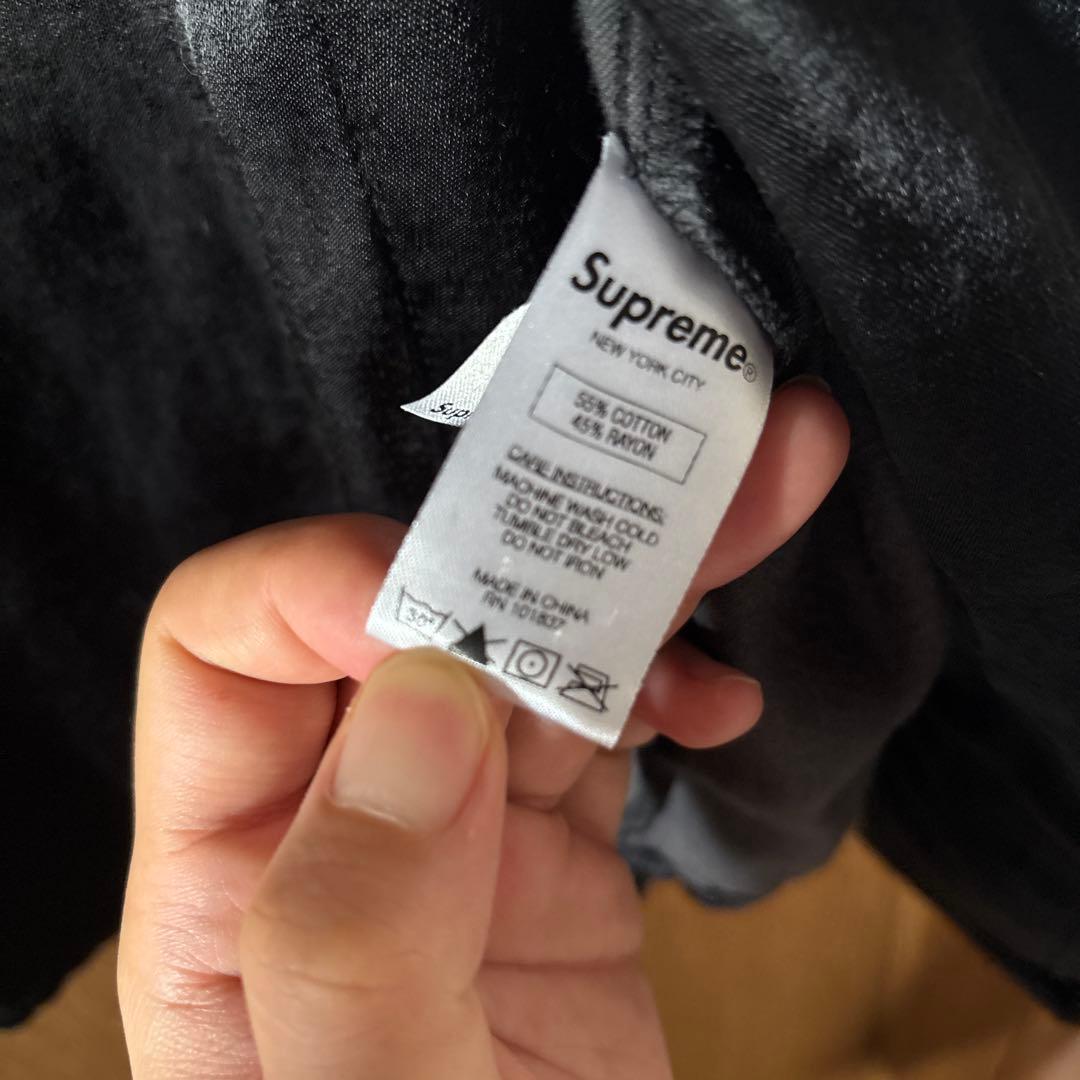 Supreme®
NEW YORK CITY
55% COTTON
45% RAYON
CARE INSTRUCTIONS:
MACHINE WASH COLD
DO NOT BLEACH
TUMBLE DRY LOW
DO NOT IRON
MADE IN CHINA
RN 101837
30°
Sup